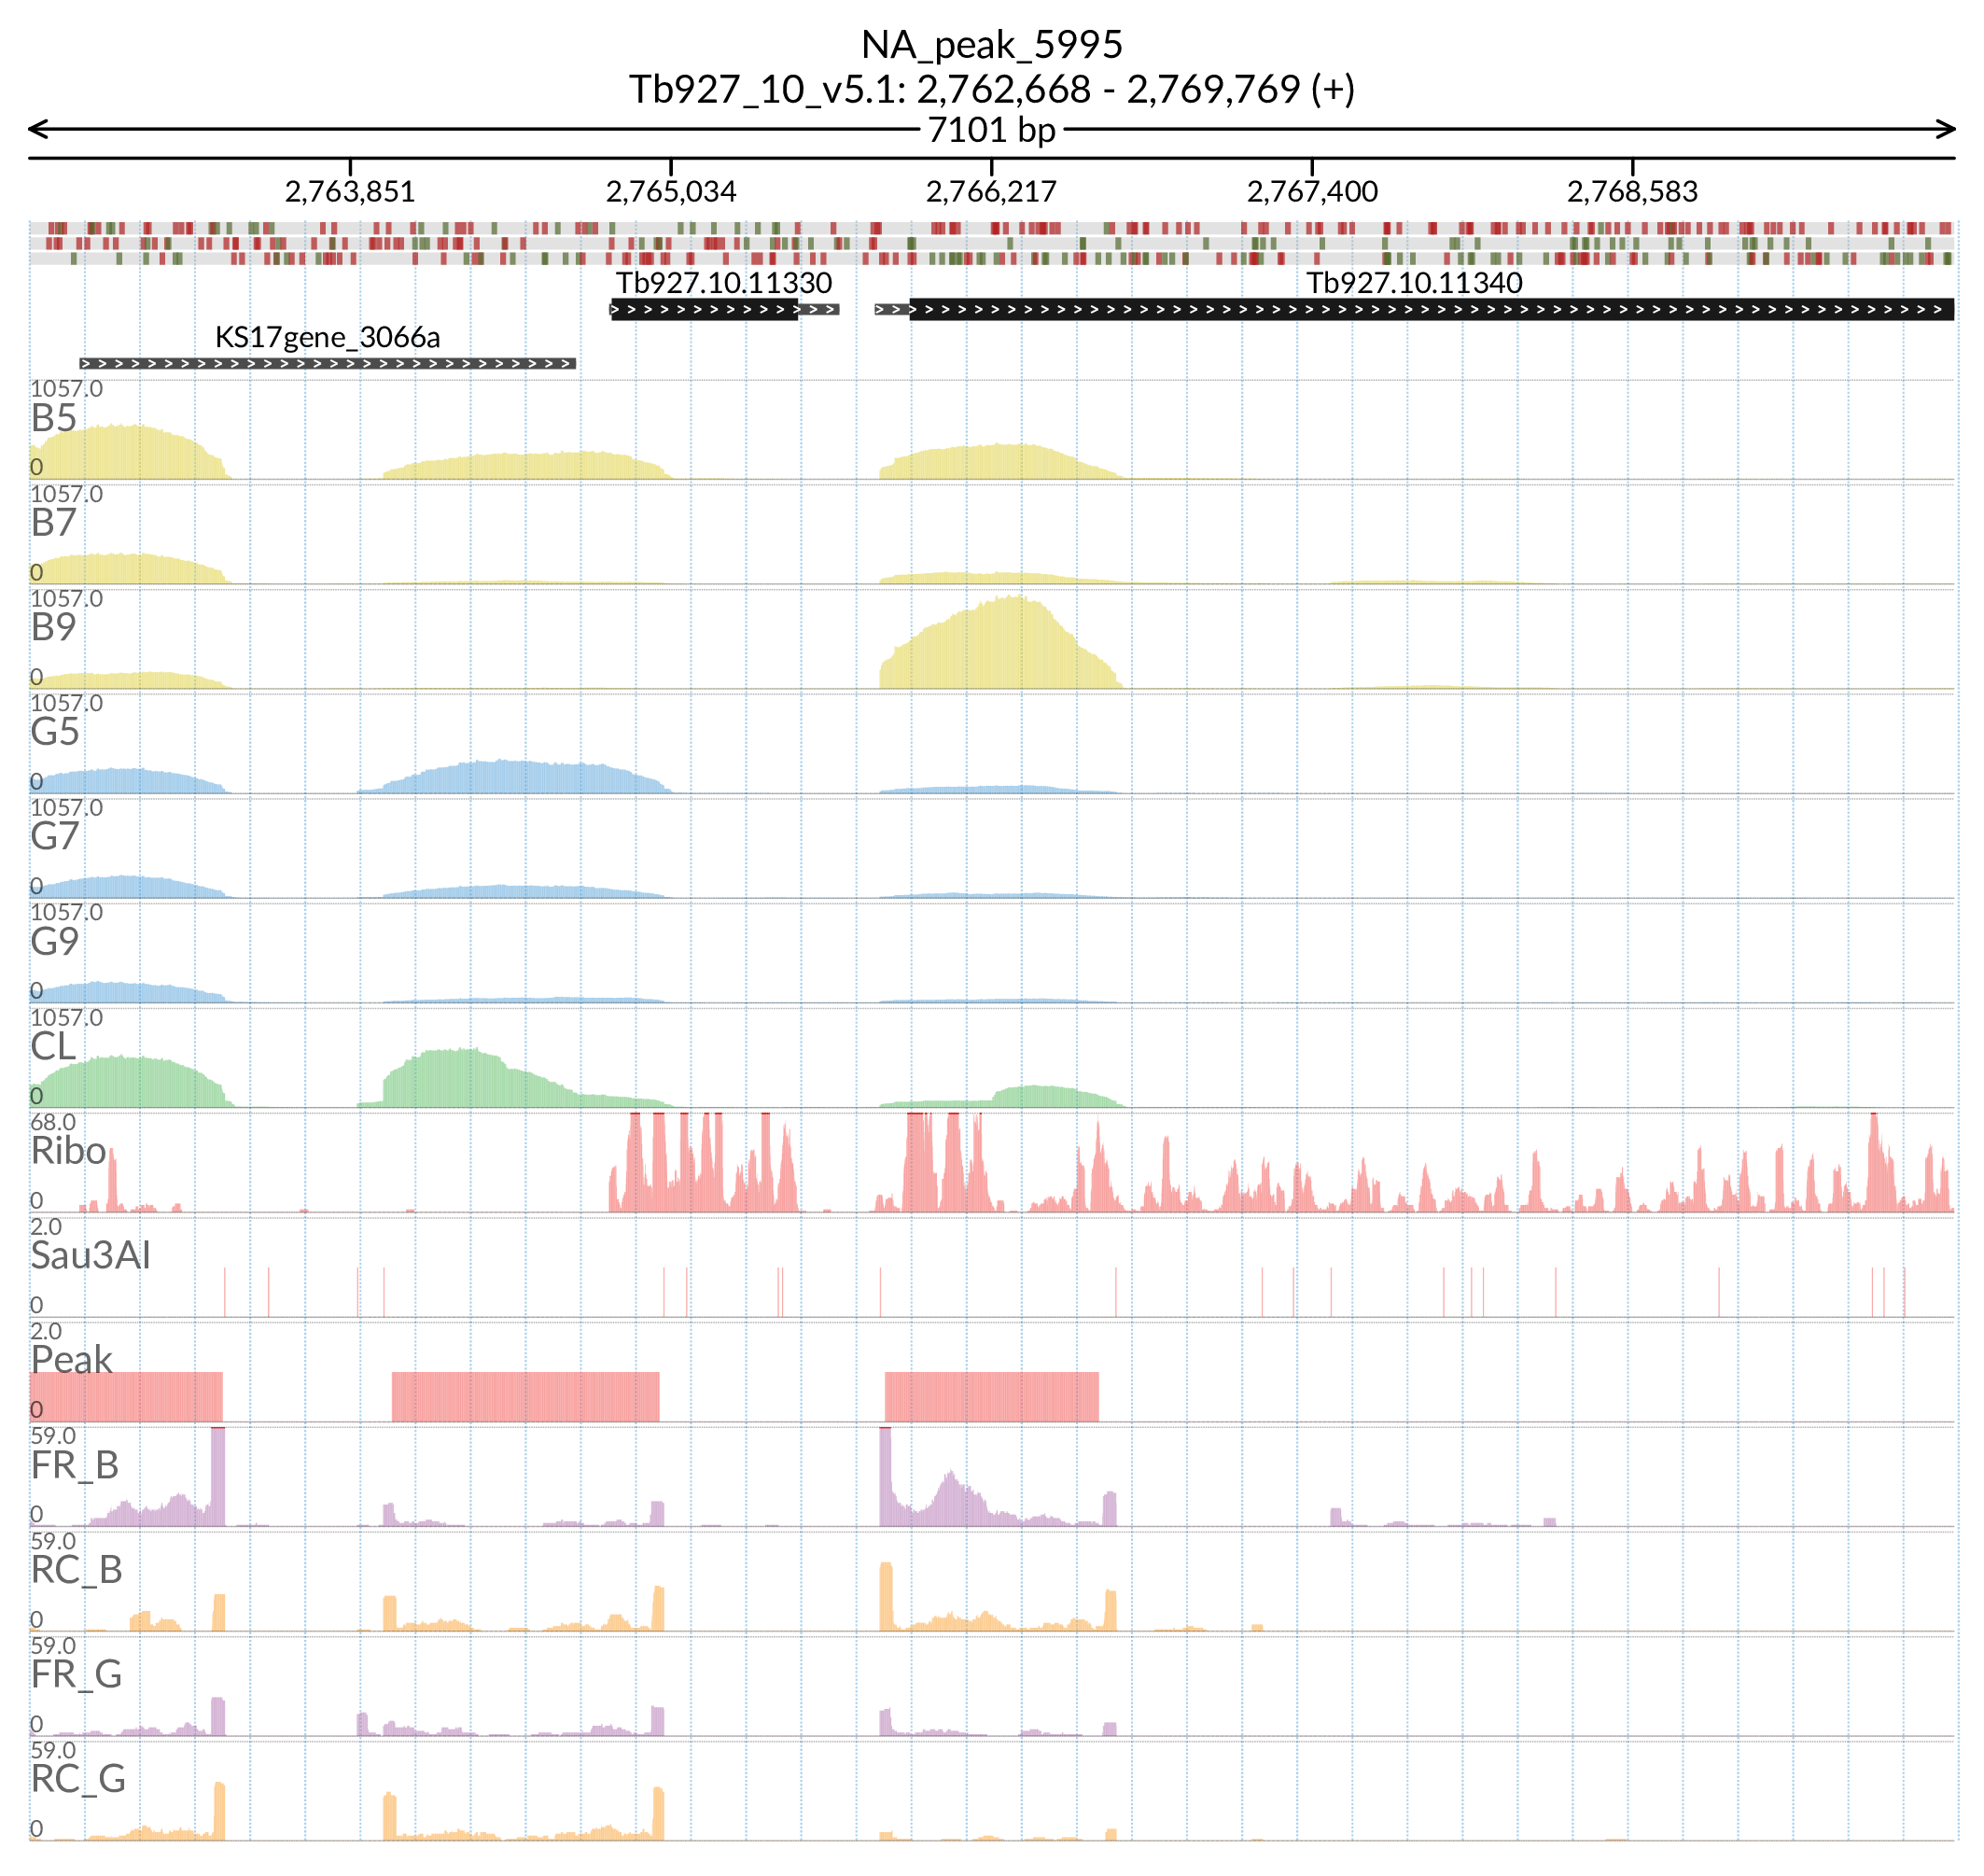 NA_peak_5995
Tb927_10_v5.1: 2,762,668 - 2,769,769 (+)
7101 bp
2,763,851 2,765,034 2,766,217 2,767,400 2,768,583
Tb927.10.11330 Tb927.10.11340
KS17gene_3066a
1057.0
B5
0
1057.0
B7
0
1057.0
B9
0
1057.0
G5
0
1057.0
G7
0
1057.0
G9
0
1057.0
CL
0
68.0
Ribo
0
2.0
Sau3AI
0
2.0
Peak
0
59.0
FR_B
0
59.0
RC_B
0
59.0
FR_G
0
59.0
RC_G
0